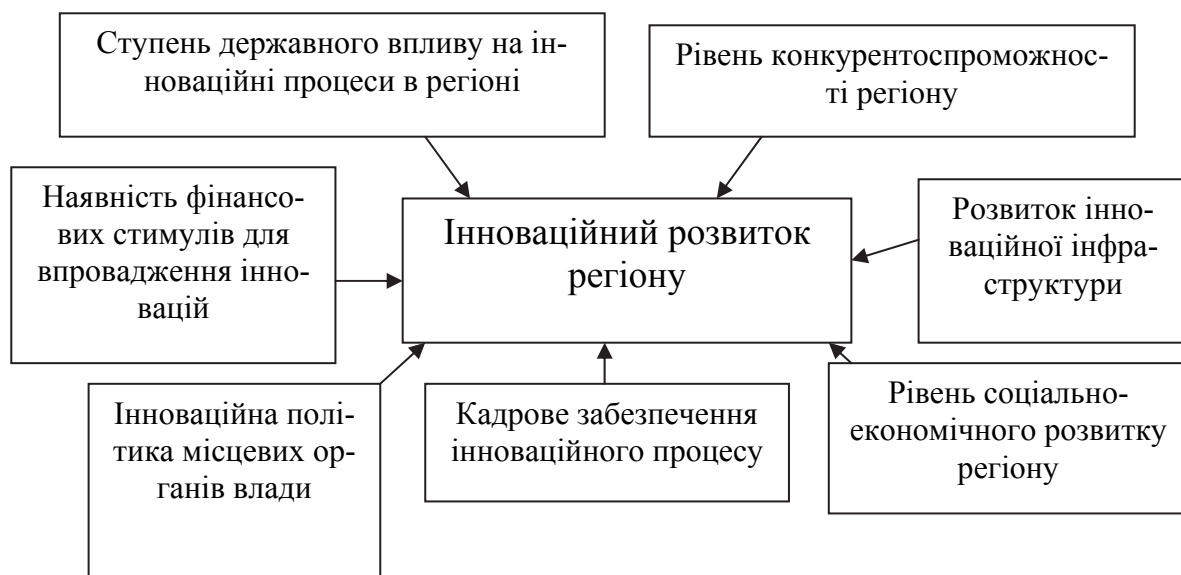 Ступень державного впливу на ін-
новаційні процеси в регіоні
Рівень конкурентоспроможнос-
ті регіону
Наявність фінансо-
вих стимулів для
впровадження інно-
вацій
Інноваційний розвиток
регіону
Розвиток інно-
ваційної інфра-
структури
Інноваційна полі-
тика місцевих ор-
ганів влади
Кадрове забезпечення
інноваційного процесу
Рівень соціально-
економічного розвитку
регіону